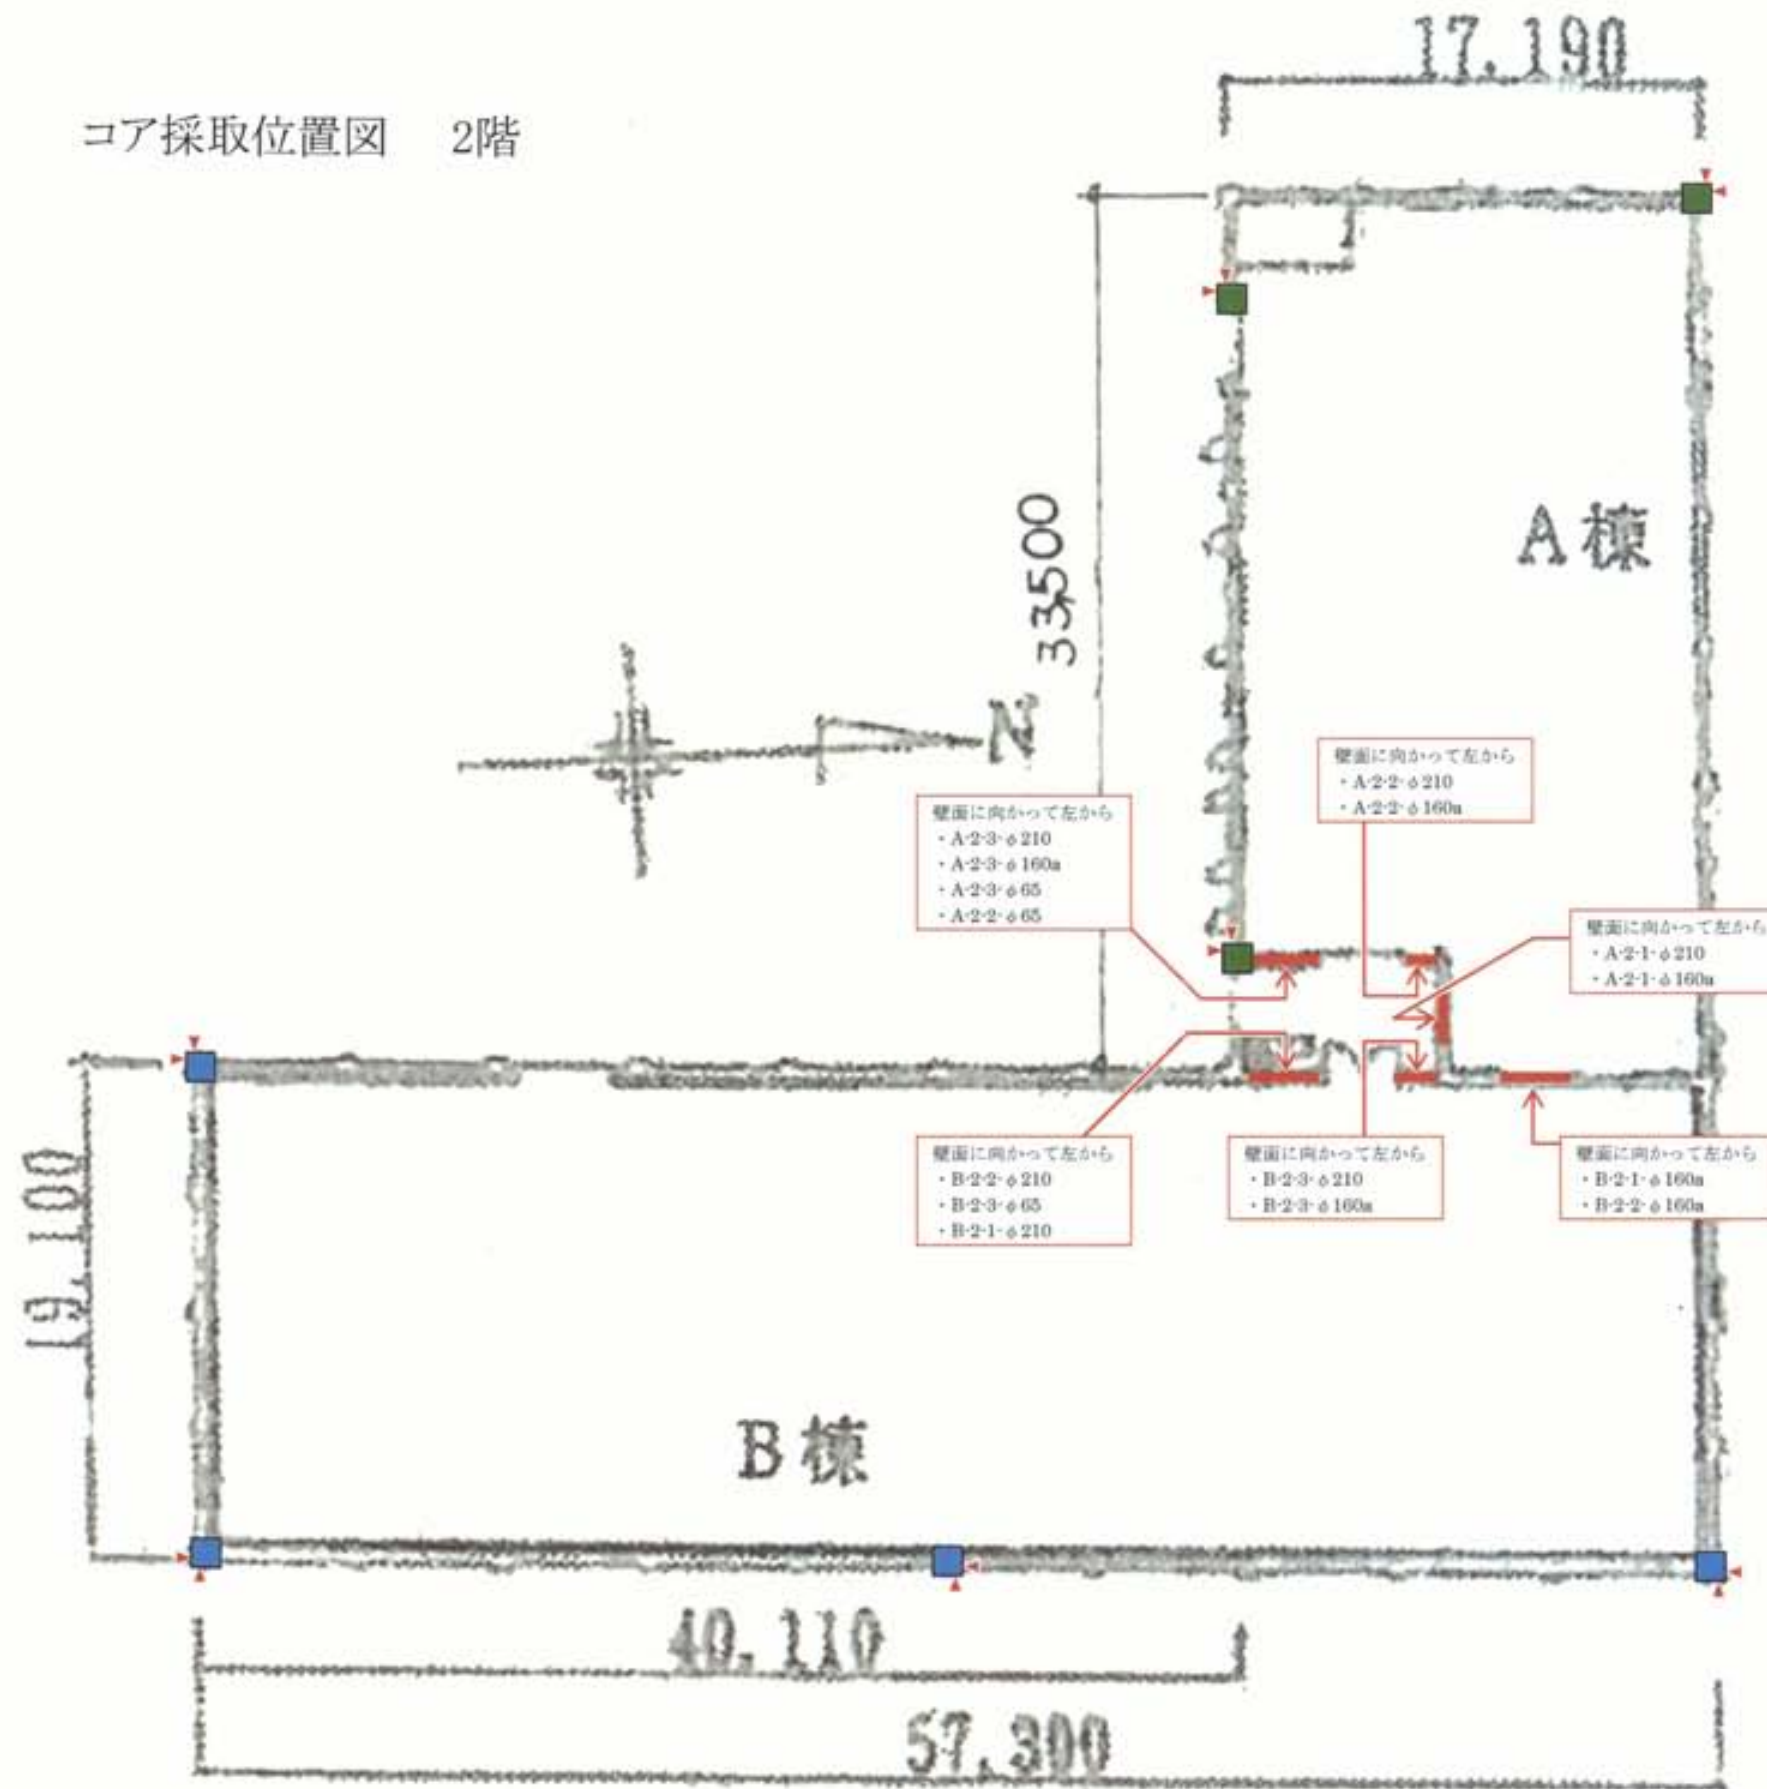 17.190
コア採取位置図 2階
33,500
A棟
N
壁面に向かって左から
・A-2-2-φ210
・A-2-2-φ160a
壁面に向かって左から
・A-2-3-φ210
・A-2-3-φ160a
・A-2-3-φ65
・A-2-2-φ65
壁面に向かって左から
・A-2-1-φ210
・A-2-1-φ160a
壁面に向かって左から
・B-2-2-φ210
・B-2-3-φ65
・B-2-1-φ210
壁面に向かって左から
・B-2-3-φ210
・B-2-3-φ160a
壁面に向かって左から
・B-2-1-φ160a
・B-2-2-φ160a
19.100
B棟
40.110
57.300